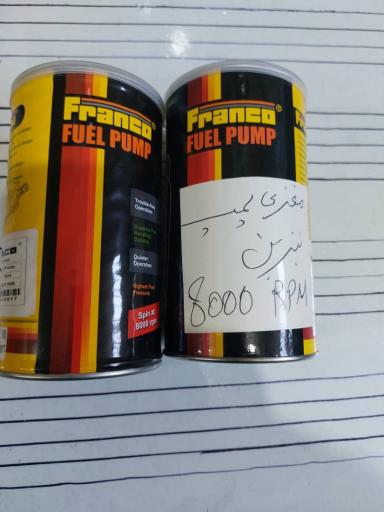 Franco®
FUEL PUMP
Trouble-free
Operation
Quieter
Operation
Highest Fuel
Pressure
Spin at
8000 rpm
Franco®
FUEL PUMP
مغزی پمپ
بنزین
8000 RPM